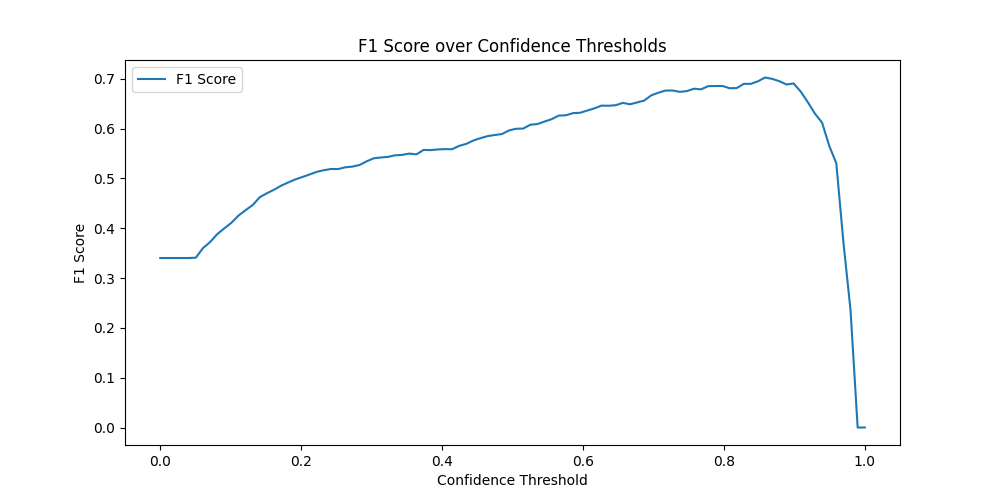 F1 Score over Confidence Thresholds
F1 Score
0.7
0.6
0.5
0.4
0.3
0.2
0.1
0.0
F1 Score
0.0 0.2 0.4 0.6 0.8 1.0
Confidence Threshold